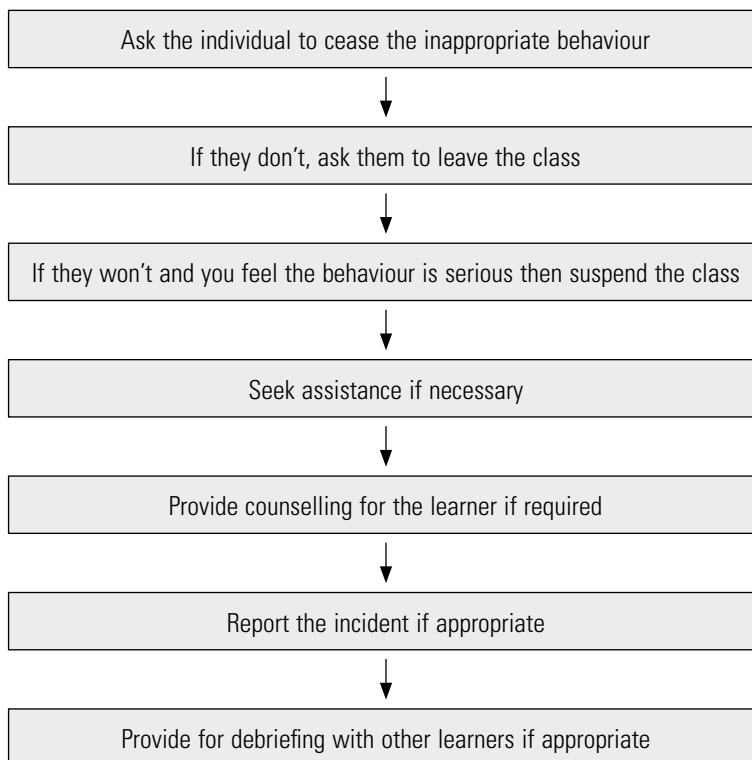 Ask the individual to cease the inappropriate behaviour
If they don't, ask them to leave the class
If they won't and you feel the behaviour is serious then suspend the class
Seek assistance if necessary
Provide counselling for the learner if required
Report the incident if appropriate
Provide for debriefing with other learners if appropriate